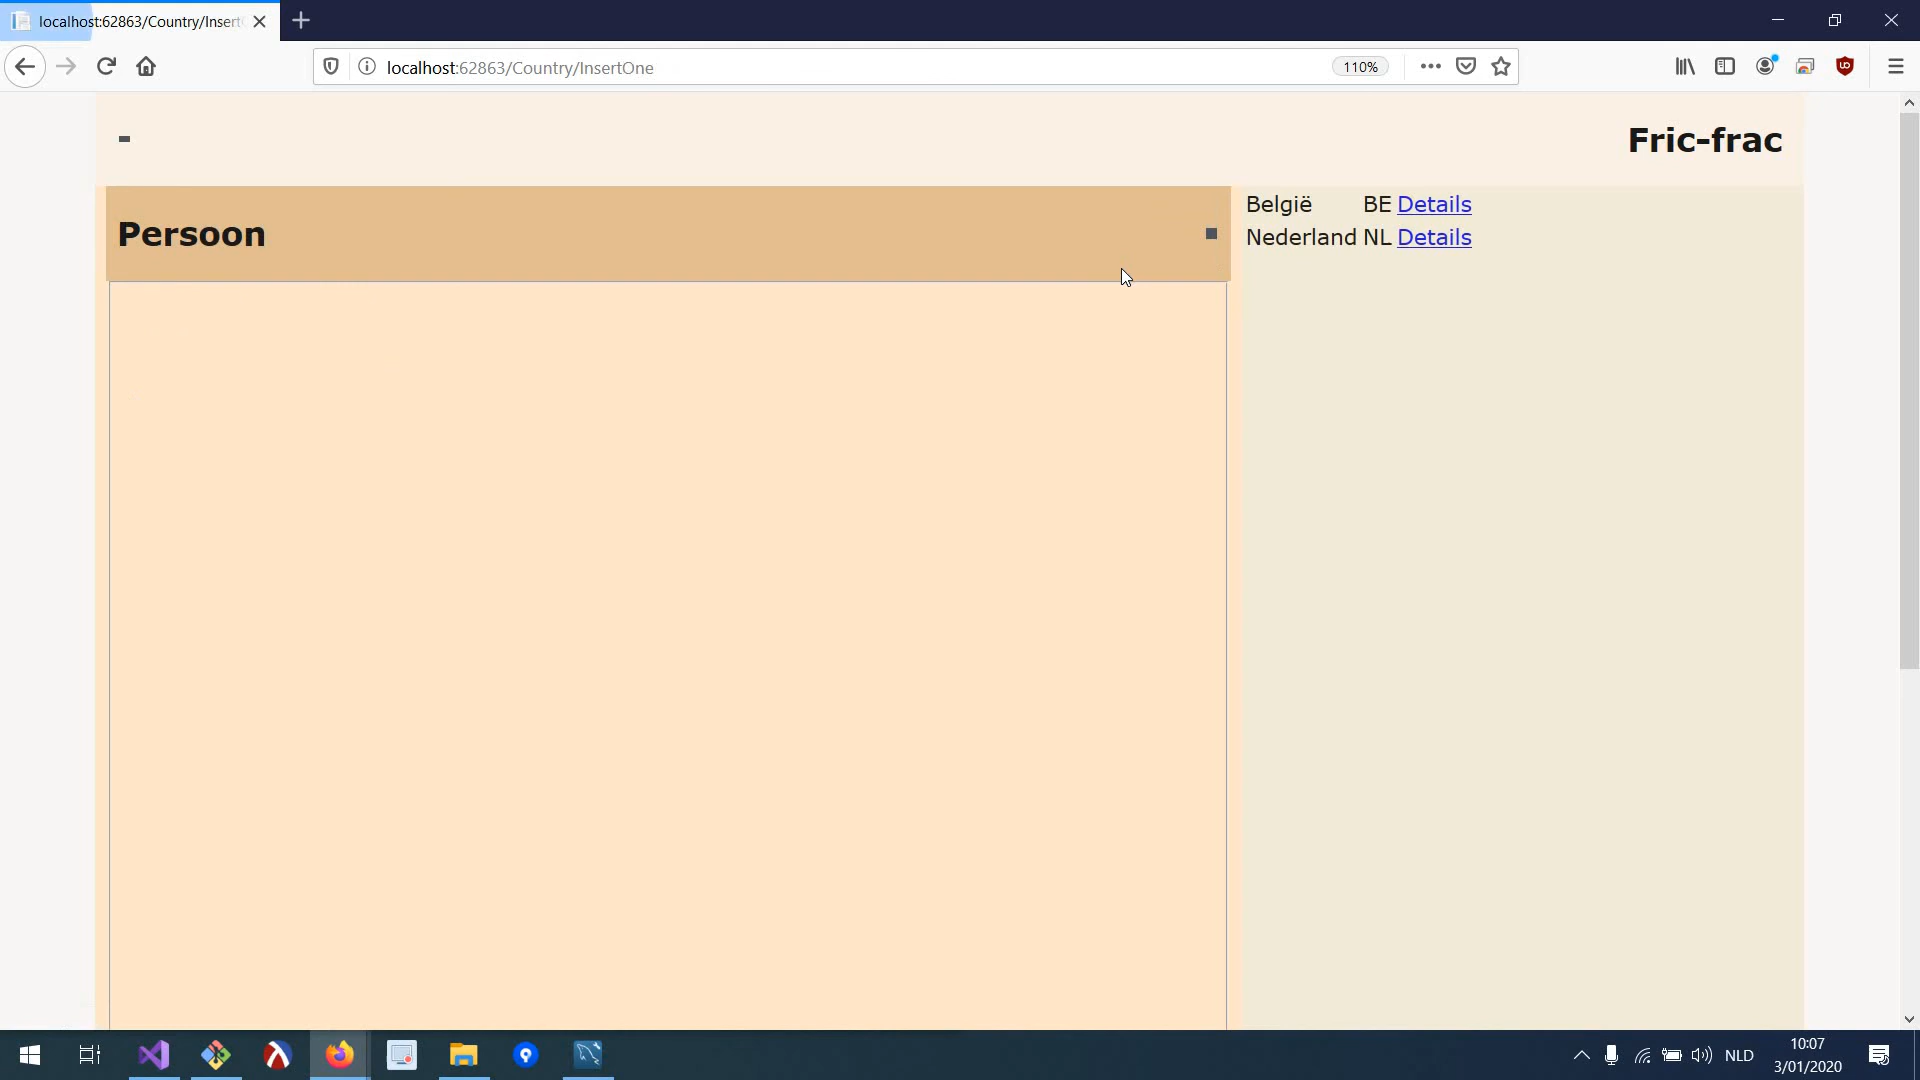 localhost:62863/Country/Insert
localhost:62863/Country/InsertOne
110%
Fric-frac
Persoon
België BE Details
Nederland NL Details
NLD
10:07
3/01/2020